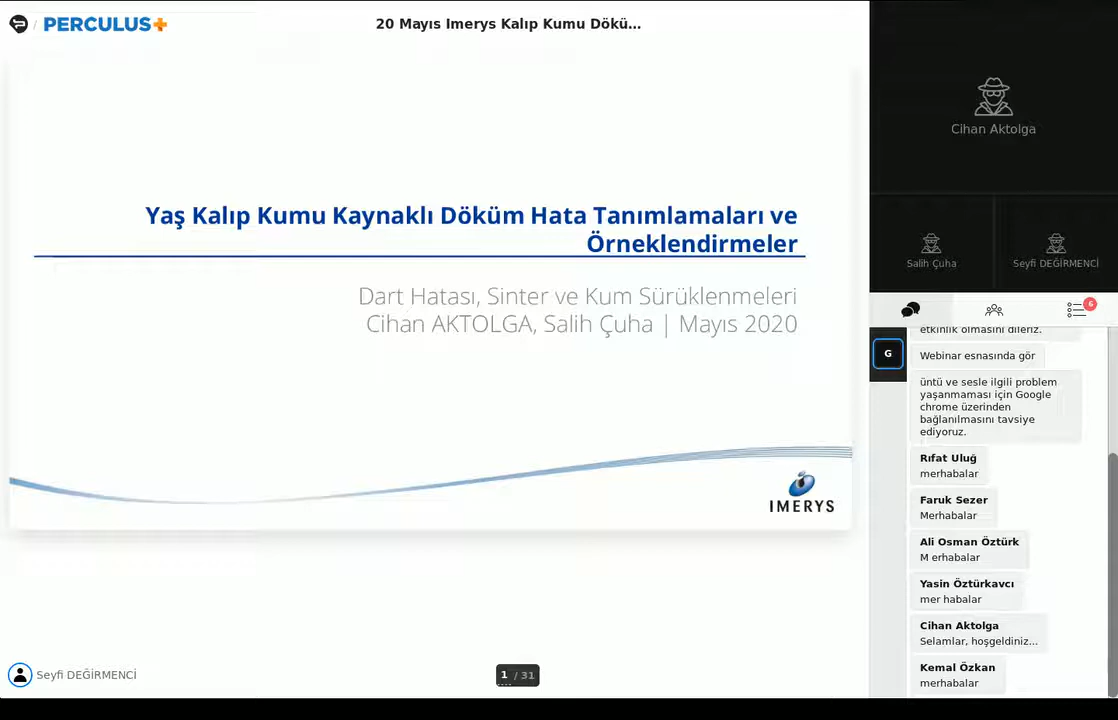 / PERCULUS+
20 Mayıs Imerys Kalıp Kumu Dökü...
Yaş Kalıp Kumu Kaynaklı Döküm Hata Tanımlamaları ve
Örneklendirmeler
Dart Hatası, Sinter ve Kum Sürüklenmeleri
Cihan AKTOLGA, Salih Çuha | Mayıs 2020
IMERYS
Seyfi DEĞİRMENCİ
1 / 31
Cihan Aktolga
Salih Çuha
Seyfi DEĞİRMENCİ
6
G
etkinlik olmasını dileriz.
Webinar esnasında gör
üntü ve sesle ilgili problem
yaşanmaması için Google
chrome üzerinden
bağlanılmasını tavsiye
ediyoruz.
Rıfat Uluğ
merhabalar
Faruk Sezer
Merhabalar
Ali Osman Öztürk
M erhabalar
Yasin Öztürkavcı
mer habalar
Cihan Aktolga
Selamlar, hoşgeldiniz...
Kemal Özkan
merhabalar